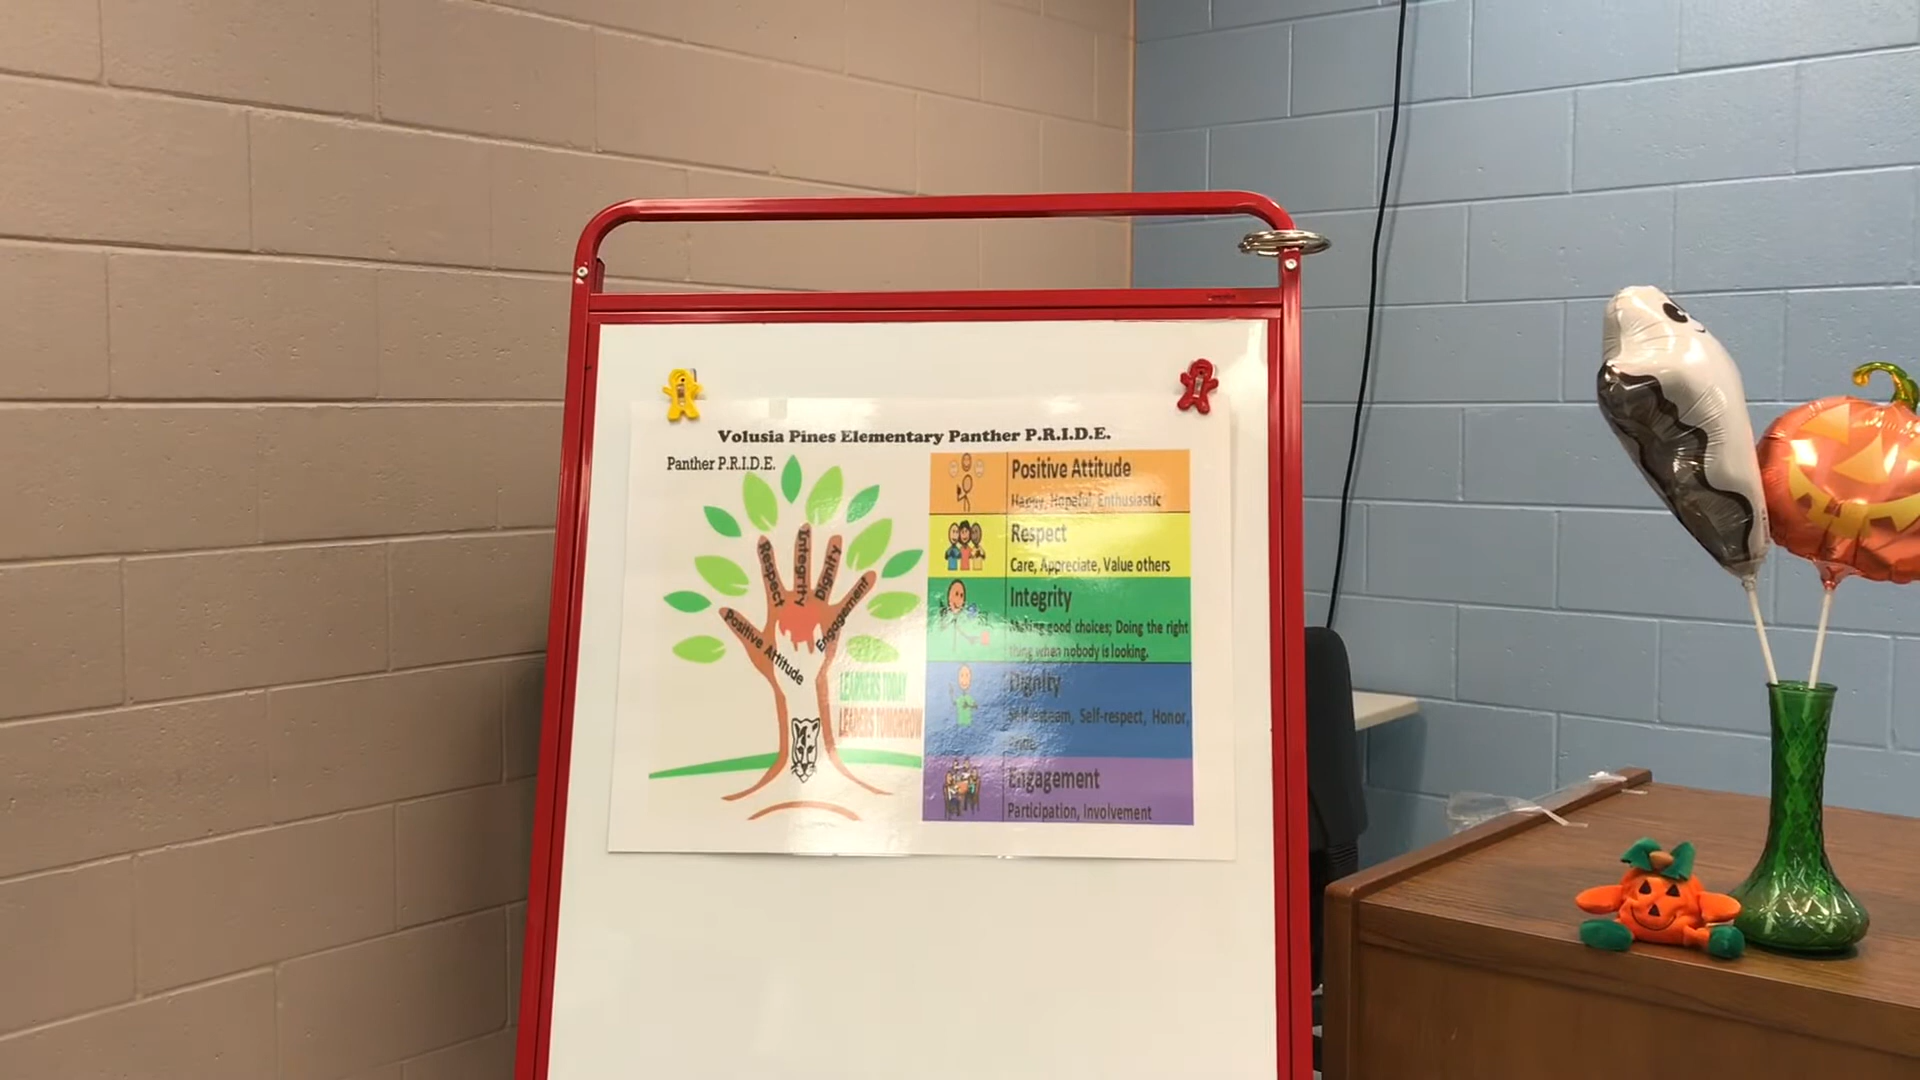 Volusia Pines Elementary Panther P.R.I.D.E.
Panther P.R.I.D.E.
Positive Attitude
Respect
Integrity
Dignity
Engagement
LEARNERS TODAY
LEADERS TOMORROW
Positive Attitude
Happy, Hopeful, Enthusiastic
Respect
Care, Appreciate, Value others
Integrity
Making good choices; Doing the right
thing when nobody is looking.
Dignity
Self-esteem, Self-respect, Honor,
Pride
Engagement
Participation, Involvement